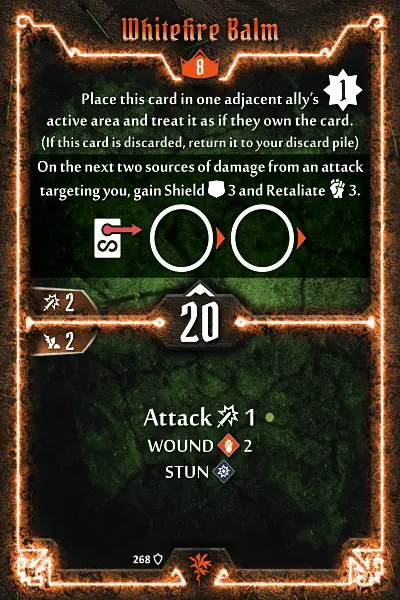 Whitefire Balm
8
Place this card in one adjacent ally's 1
active area and treat it as if they own the card.
(If this card is discarded, return it to your discard pile)
On the next two sources of damage from an attack
targeting you, gain Shield 3 and Retaliate 3.
S
2
20
2
Attack 1
WOUND 2
STUN
268